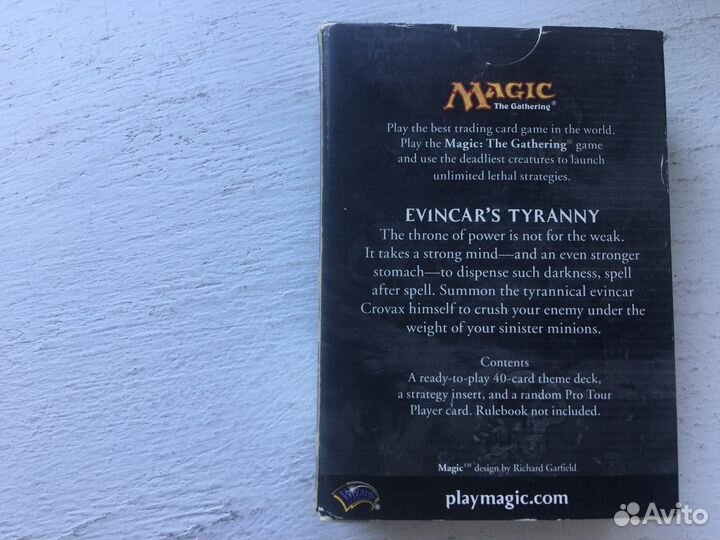 MAGIC
The Gathering®
Play the best trading card game in the world.
Play the Magic: The Gathering® game
and use the deadliest creatures to launch
unlimited lethal strategies.
EVINCAR'S TYRANNY
The throne of power is not for the weak.
It takes a strong mind—and an even stronger
stomach—to dispense such darkness, spell
after spell. Summon the tyrannical evincar
Crovax himself to crush your enemy under the
weight of your sinister minions.
Contents
A ready-to-play 40-card theme deck,
a strategy insert, and a random Pro Tour
Player card. Rulebook not included.
Magic™ design by Richard Garfield
Wizards
®
playmagic.com
Avito